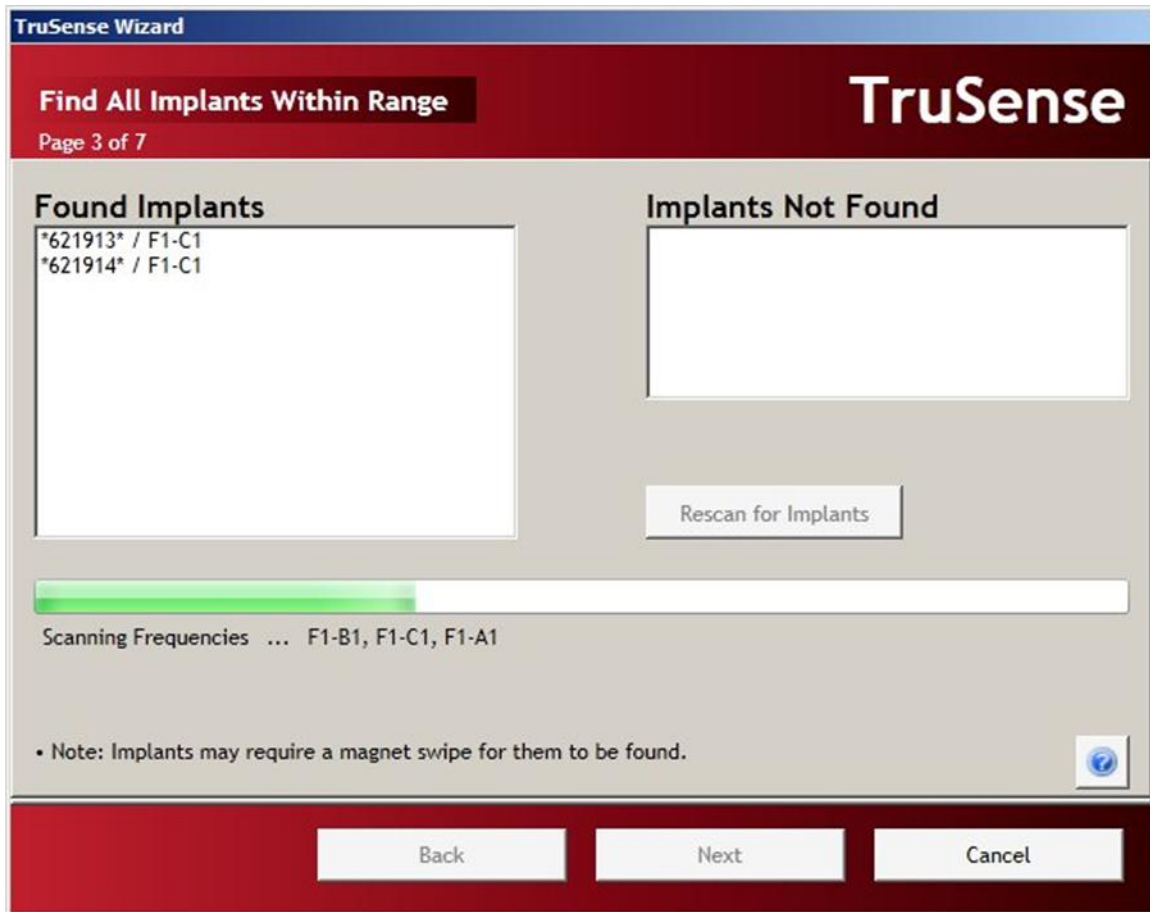 TruSense Wizard
Find All Implants Within Range
TruSense
Page 3 of 7
Found Implants
*621913* / F1-C1
*621914* / F1-C1
Implants Not Found
Rescan for Implants
Scanning Frequencies ... F1-B1, F1-C1, F1-A1
• Note: Implants may require a magnet swipe for them to be found.
?
Back
Next
Cancel